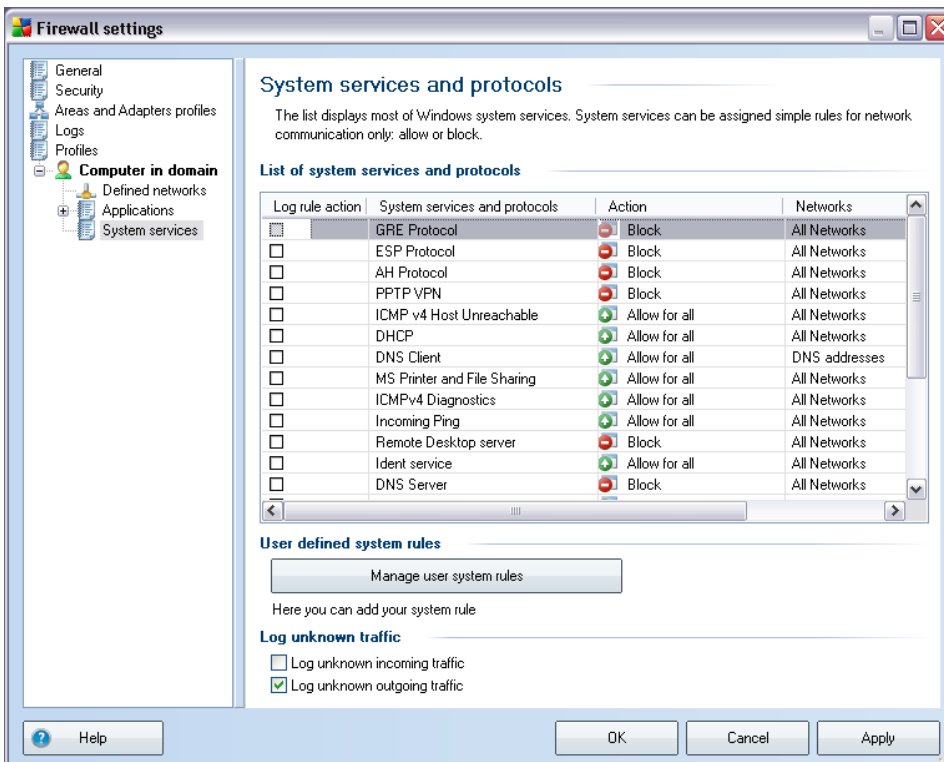 Firewall settings
General
Security
Areas and Adapters profiles
Logs
Profiles
Computer in domain
Defined networks
Applications
System services
System services and protocols
The list displays most of Windows system services. System services can be assigned simple rules for network
communication only: allow or block.
List of system services and protocols
Log rule action System services and protocols Action Networks
GRE Protocol Block All Networks
ESP Protocol Block All Networks
AH Protocol Block All Networks
PPTP VPN Block All Networks
ICMP v4 Host Unreachable Allow for all All Networks
DHCP Allow for all All Networks
DNS Client Allow for all DNS addresses
MS Printer and File Sharing Allow for all All Networks
ICMPv4 Diagnostics Allow for all All Networks
Incoming Ping Allow for all All Networks
Remote Desktop server Block All Networks
Ident service Allow for all All Networks
DNS Server Block All Networks
User defined system rules
Manage user system rules
Here you can add your system rule
Log unknown traffic
Log unknown incoming traffic
Log unknown outgoing traffic
Help OK Cancel Apply